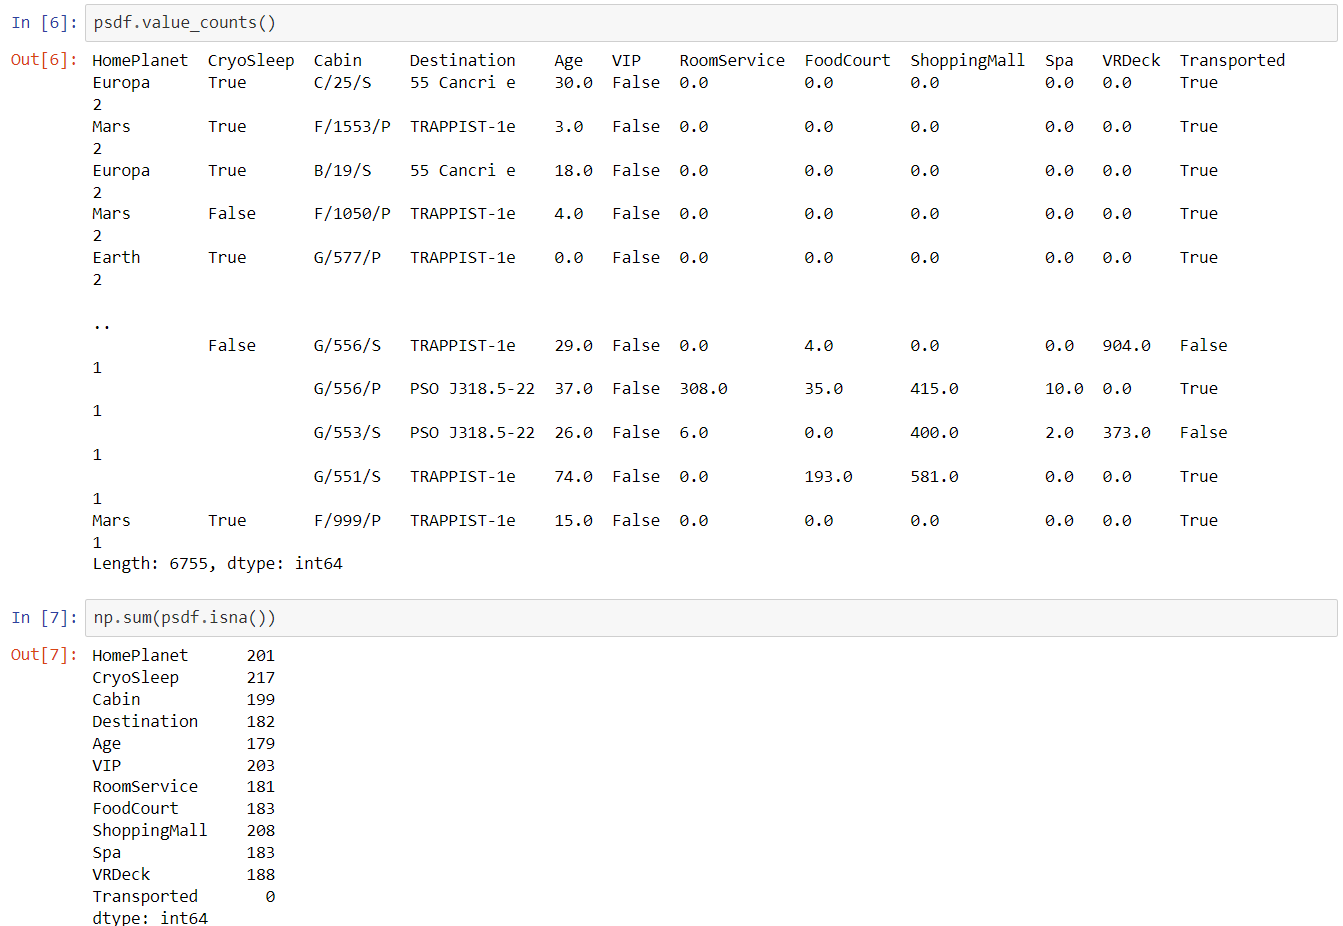 In [6]: psdf.value_counts()
Out[6]: HomePlanet CryoSleep Cabin Destination Age VIP RoomService FoodCourt ShoppingMall Spa VRDeck Transported
Europa True C/25/S 55 Cancri e 30.0 False 0.0 0.0 0.0 0.0 0.0 True
2
Mars True F/1553/P TRAPPIST-1e 3.0 False 0.0 0.0 0.0 0.0 0.0 True
2
Europa True B/19/S 55 Cancri e 18.0 False 0.0 0.0 0.0 0.0 0.0 True
2
Mars False F/1050/P TRAPPIST-1e 4.0 False 0.0 0.0 0.0 0.0 0.0 True
2
Earth True G/577/P TRAPPIST-1e 0.0 False 0.0 0.0 0.0 0.0 0.0 True
2
..
False G/556/S TRAPPIST-1e 29.0 False 0.0 4.0 0.0 0.0 904.0 False
1
G/556/P PSO J318.5-22 37.0 False 308.0 35.0 415.0 10.0 0.0 True
1
G/553/S PSO J318.5-22 26.0 False 6.0 0.0 400.0 2.0 373.0 False
1
G/551/S TRAPPIST-1e 74.0 False 0.0 193.0 581.0 0.0 0.0 True
1
Mars True F/999/P TRAPPIST-1e 15.0 False 0.0 0.0 0.0 0.0 0.0 True
1
Length: 6755, dtype: int64
In [7]: np.sum(psdf.isna())
Out[7]: HomePlanet 201
CryoSleep 217
Cabin 199
Destination 182
Age 179
VIP 203
RoomService 181
FoodCourt 183
ShoppingMall 208
Spa 183
VRDeck 188
Transported 0
dtype: int64